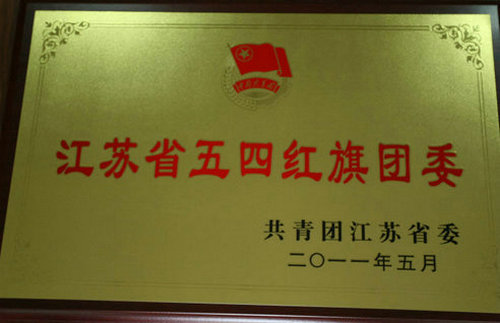 江苏省五四红旗团委
共青团江苏省委
二〇一一年五月